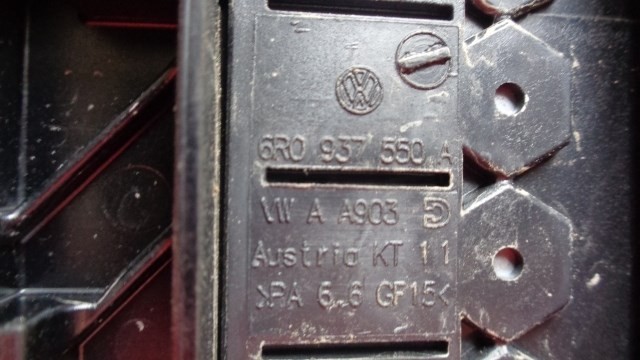 6R0 937 550 A
VW A A903
Austria KT 11
>PA 6.6 GF15<